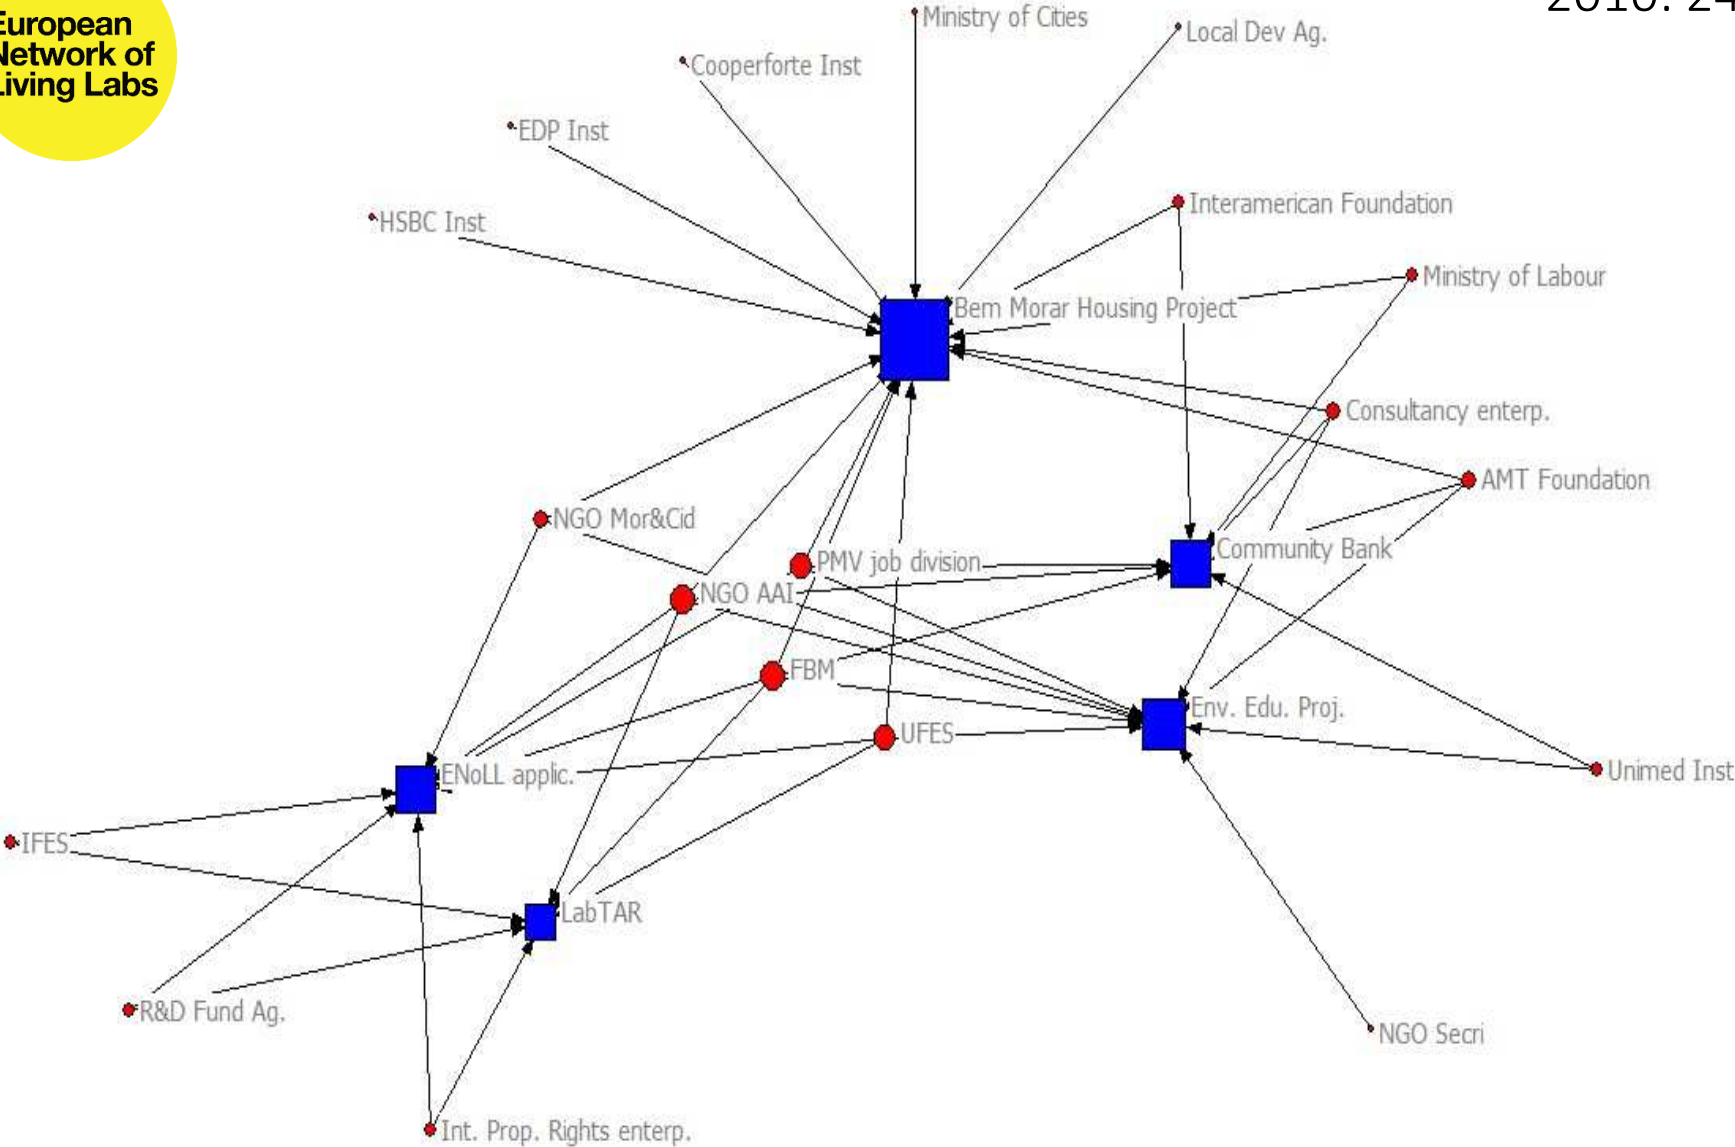 European
Network of
Living Labs
Ministry of Cities
Local Dev Ag.
Cooperforte Inst
EDP Inst
Interamerican Foundation
HSBC Inst
Ministry of Labour
Bem Morar Housing Project
Consultancy enterp.
AMT Foundation
NGO Mor&Cid
Community Bank
PMV job division
NGO AAI
FBM
Env. Edu. Proj.
UFES
ENoLL applic.
Unimed Inst
IFES
LabTAR
R&D Fund Ag.
NGO Secri
Int. Prop. Rights enterp.